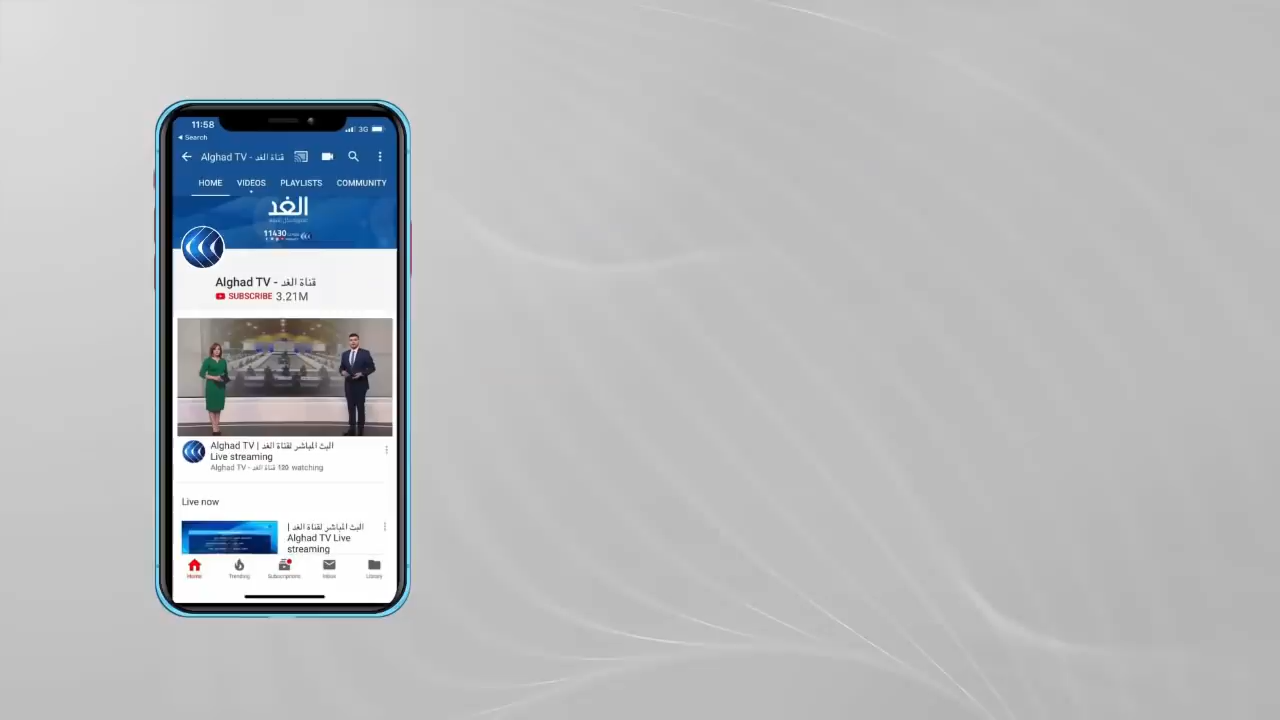 11:58
3G
Search
Alghad TV - قناة الغد
HOME VIDEOS PLAYLISTS COMMUNITY
الغد
11430
Alghad TV - قناة الغد
SUBSCRIBE 3.21M
Alghad TV | البث المباشر لقناة الغد
Live streaming
Alghad TV - قناة الغد 120 watching
Live now
البث المباشر لقناة الغد |
Alghad TV Live
streaming
Home Trending Subscriptions Inbox Library